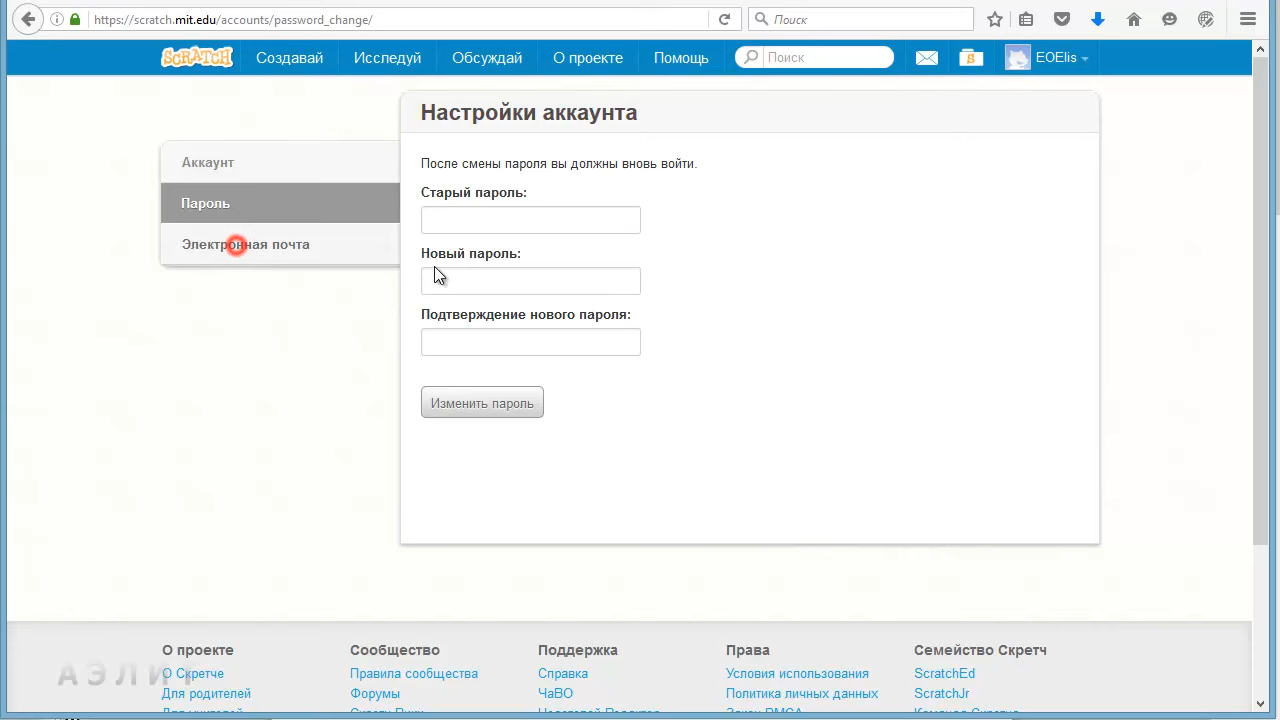 https://scratch.mit.edu/accounts/password_change/
Поиск
SCRATCH
Создавай
Исследуй
Обсуждай
О проекте
Помощь
Поиск
S
EOElis
Настройки аккаунта
Аккаунт
Пароль
Электронная почта
После смены пароля вы должны вновь войти.
Старый пароль:
Новый пароль:
Подтверждение нового пароля:
Изменить пароль
О проекте
Сообщество
Поддержка
Права
Семейство Скретч
О Скретче
Правила сообщества
Справка
Условия использования
ScratchEd
АЭЛИТ
Для родителей
Форумы
ЧаВО
Политика личных данных
ScratchJr